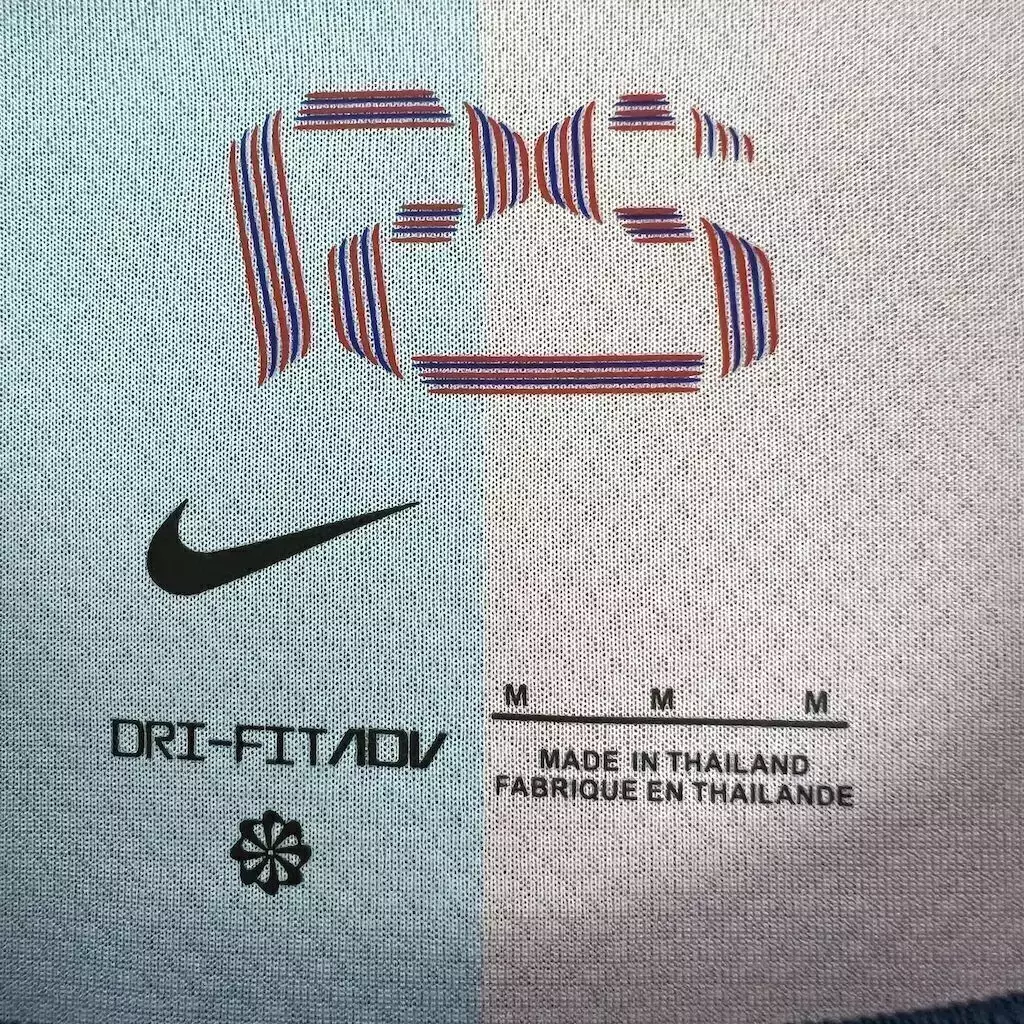 M M M
DRI-FIT ADV
MADE IN THAILAND
FABRIQUE EN THAILANDE